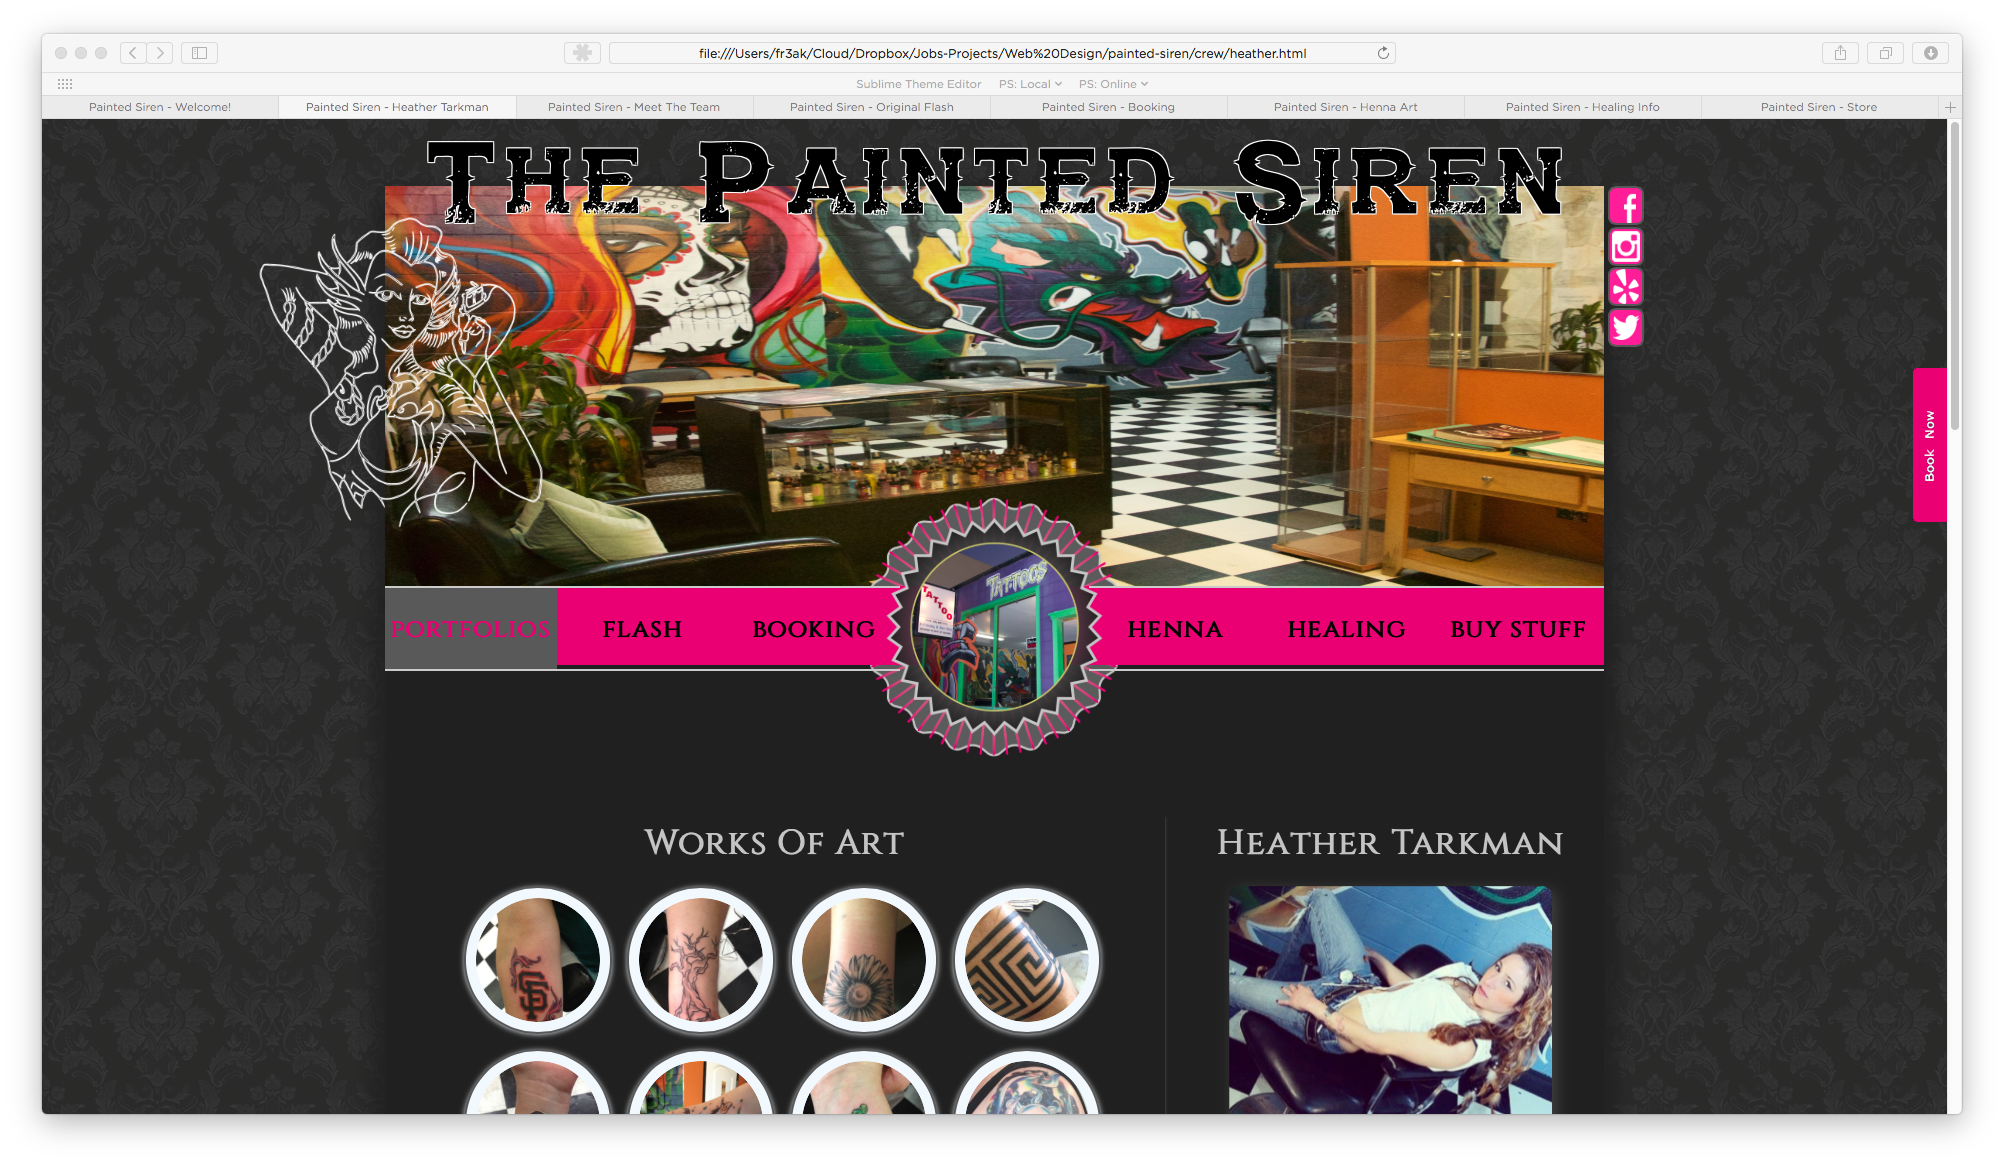 file:///Users/fr3ak/Cloud/Dropbox/Jobs-Projects/Web%20Design/painted-siren/crew/heather.html
Sublime Theme Editor PS: Local PS: Online
Painted Siren - Welcome! Painted Siren - Heather Tarkman Painted Siren - Meet The Team Painted Siren - Original Flash Painted Siren - Booking Painted Siren - Henna Art Painted Siren - Healing Info Painted Siren - Store
The Painted Siren
Book Now
TATTOOS
TATTOO
PORTFOLIOS FLASH BOOKING HENNA HEALING BUY STUFF
Works Of Art
Heather Tarkman
SF